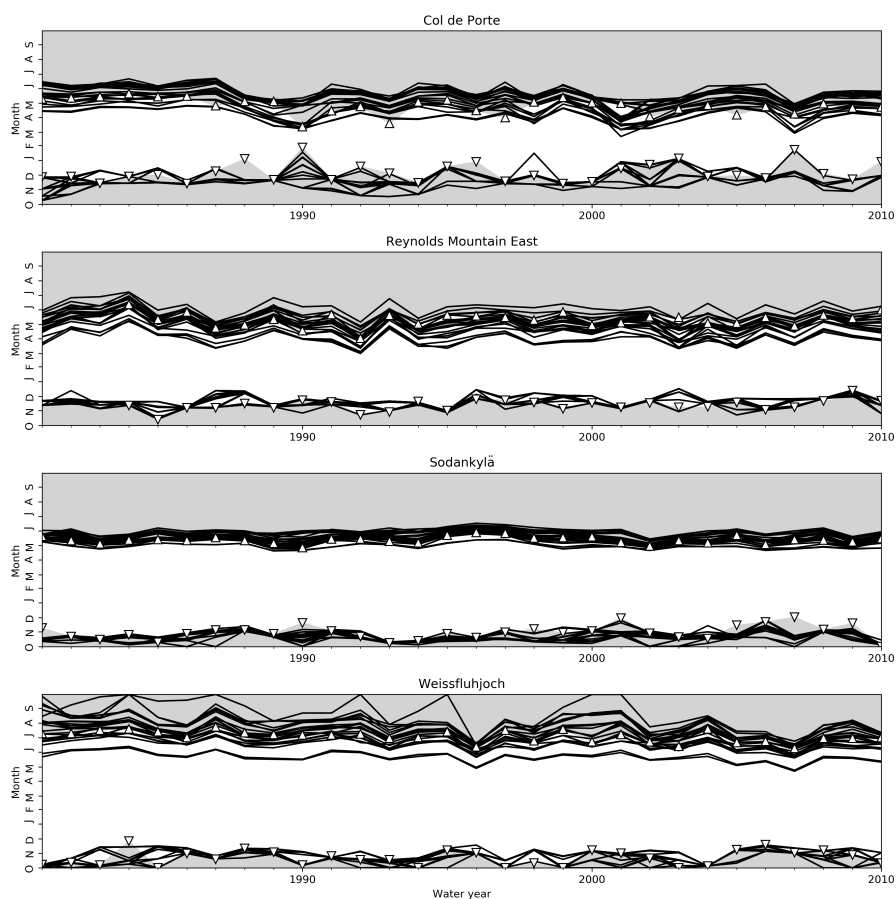 Col de Porte
Month
O N D J F M A M J J A S
1990
2000
2010
Reynolds Mountain East
Month
O N D J F M A M J J A S
1990
2000
2010
Sodankylä
Month
O N D J F M A M J J A S
1990
2000
2010
Weissfluhjoch
Month
O N D J F M A M J J A S
1990
2000
2010
Water year